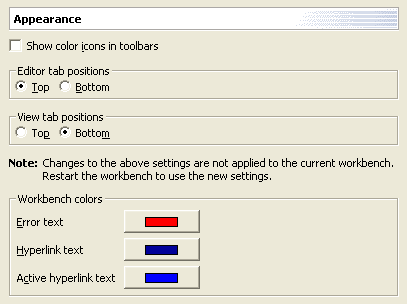 Appearance
Show color icons in toolbars
Editor tab positions
Top Bottom
View tab positions
Top Bottom
Note: Changes to the above settings are not applied to the current workbench.
Restart the workbench to use the new settings.
Workbench colors
Error text
Hyperlink text
Active hyperlink text